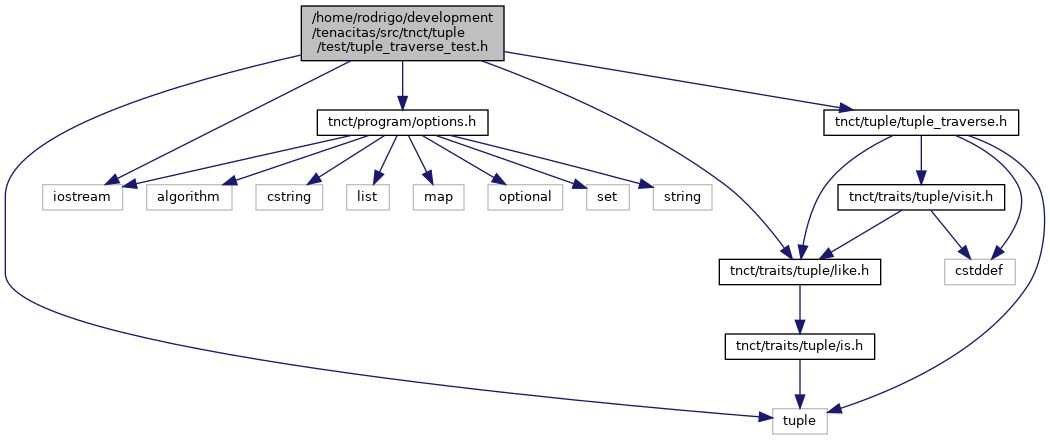 /home/rodrigo/development
/tenacitas/src/tnct/tuple
/test/tuple_traverse_test.h
tnct/program/options.h
tnct/tuple/tuple_traverse.h
iostream
algorithm
cstring
list
map
optional
set
string
tnct/traits/tuple/visit.h
tnct/traits/tuple/like.h
cstddef
tnct/traits/tuple/is.h
tuple